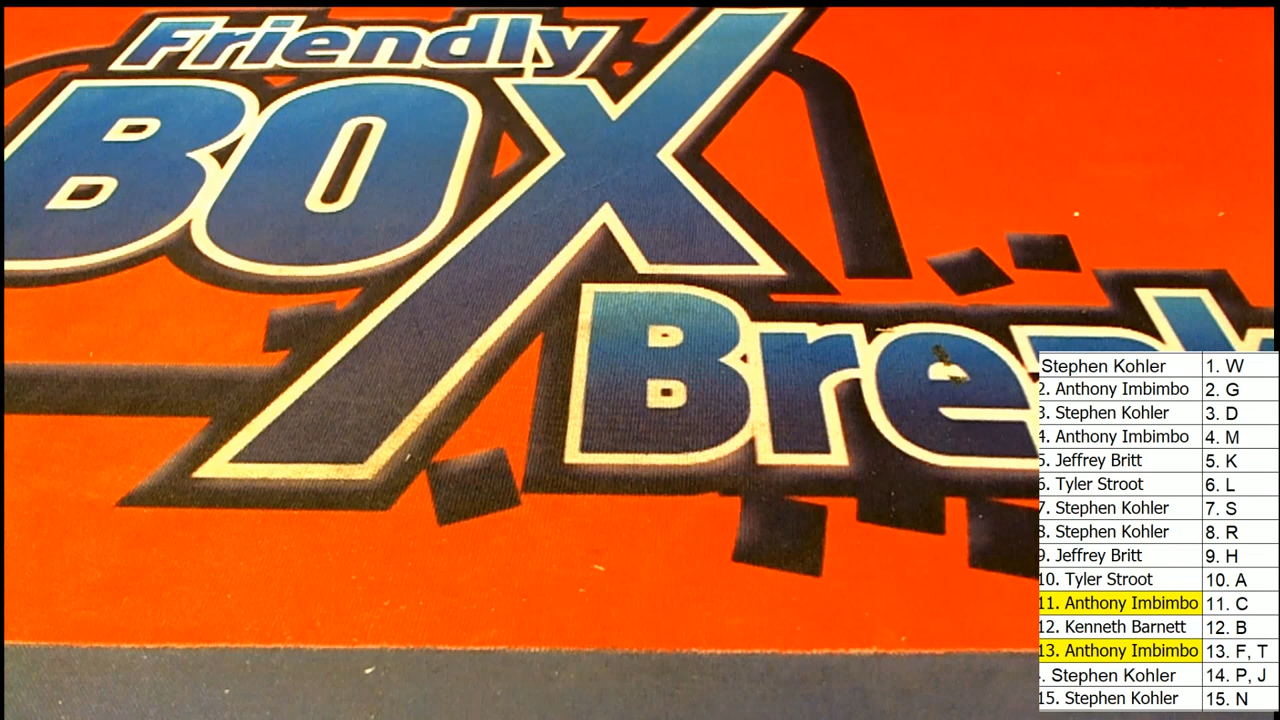 Friendly
BOX
Break
Stephen Kohler 1. W
2. Anthony Imbimbo 2. G
3. Stephen Kohler 3. D
4. Anthony Imbimbo 4. M
5. Jeffrey Britt 5. K
6. Tyler Stroot 6. L
7. Stephen Kohler 7. S
8. Stephen Kohler 8. R
9. Jeffrey Britt 9. H
10. Tyler Stroot 10. A
11. Anthony Imbimbo 11. C
12. Kenneth Barnett 12. B
13. Anthony Imbimbo 13. F, T
. Stephen Kohler 14. P, J
15. Stephen Kohler 15. N